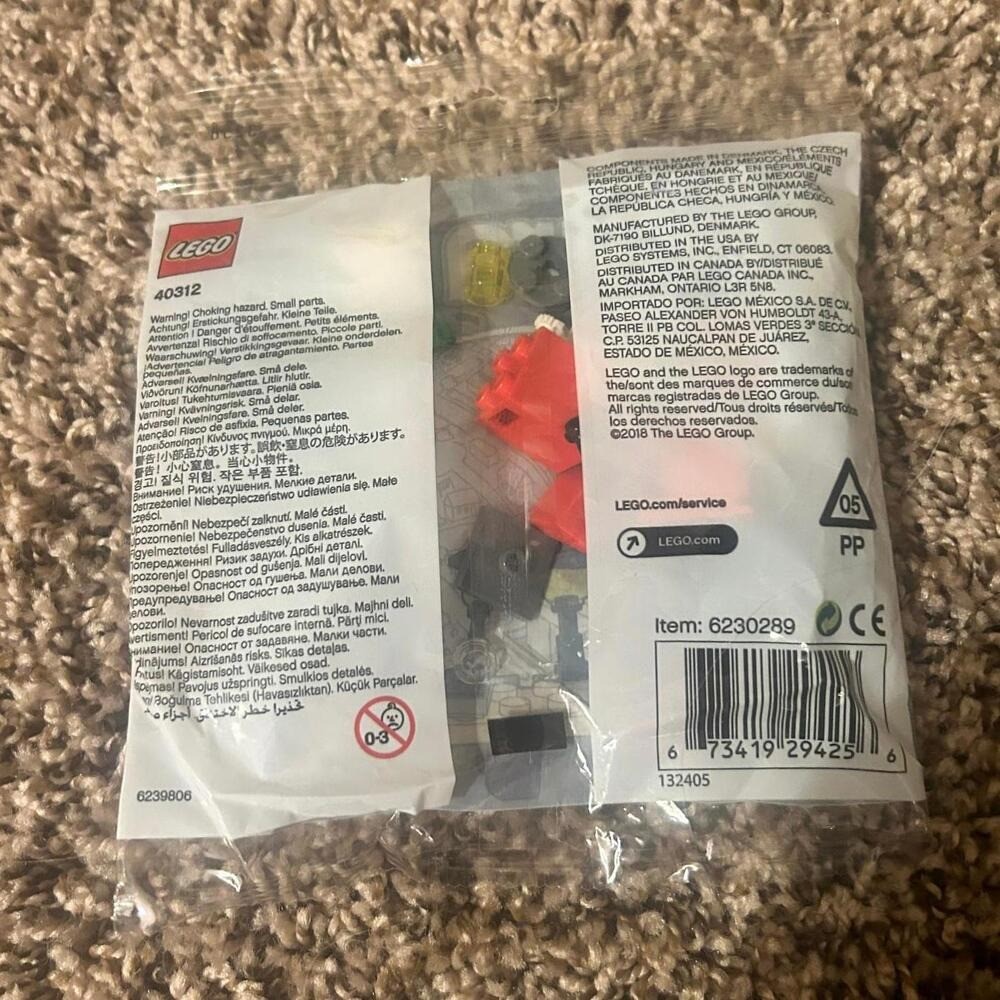 LEGO
40312
Warning! Choking hazard. Small parts.
Achtung! Erstickungsgefahr. Kleine Teile.
Attention ! Danger d'étouffement. Petits éléments.
Avvertenza! Rischio di soffocamento. Piccole parti.
Waarschuwing! Verstikkingsgevaar. Kleine onderdelen.
¡Advertencia! Peligro de atragantamiento. Partes
pequeñas.
Advarsel! Kvælningsfare. Små dele.
Viðvörun! Köfnunarhætta. Litlir hlutir.
Varoitus! Tukehtumisvaara. Pieniä osia.
Varning! Kvävningsrisk. Små delar.
Advarsel! Kvelningsfare. Små deler.
Atenção! Risco de asfixia. Pequenas partes.
Προειδοποίηση! Κίνδυνος πνιγμού. Μικρά μέρη.
警告!小部品があります。誤飲・窒息の危険があります。
警告! 小心窒息。当心小物件。
경고! 질식 위험. 작은 부품 포함.
Внимание! Риск удушения. Мелкие детали.
Ostrzeżenie! Niebezpieczeństwo udławienia się. Małe
części.
Upozornění! Nebezpečí zalknutí. Malé části.
Upozornenie! Nebezpečenstvo dusenia. Malé časti.
Figyelmeztetés! Fulladásveszély. Kis alkatrészek.
Попередження! Ризик задухи. Дрібні деталі.
Upozorenje! Opasnost od gušenja. Mali dijelovi.
Упозорење! Опасност од гушења. Мали делови.
Предупредување! Опасност од задушување. Мали
делови.
Opozorilo! Nevarnost zadušitve zaradi tujka. Majhni deli.
Avertisment! Pericol de sufocare internă. Părți mici.
Внимание! Опасност от задавяне. Малки части.
Brīdinājums! Aizrīšanās risks. Sīkas detaļas.
Hoiatus! Kägistamisoht. Väikesed osad.
Įspėjimas! Pavojus užspringti. Smulkios detalės.
Boğulma Tehlikesi (Havasızlıktan). Küçük Parçalar.
تحذير! خطر الاختناق. أجزاء
0-3
6239806
COMPONENTS MADE IN DENMARK, THE CZECH
REPUBLIC, HUNGARY AND MEXICO/ÉLÉMENTS
FABRIQUÉS AU DANEMARK, EN RÉPUBLIQUE
TCHÈQUE, EN HONGRIE ET AU MEXIQUE/
COMPONENTES HECHOS EN DINAMARCA,
LA REPÚBLICA CHECA, HUNGRÍA Y MÉXICO.
MANUFACTURED BY THE LEGO GROUP,
DK-7190 BILLUND, DENMARK.
DISTRIBUTED IN THE USA BY
LEGO SYSTEMS, INC., ENFIELD, CT 06083.
DISTRIBUTED IN CANADA BY/DISTRIBUÉ
AU CANADA PAR LEGO CANADA INC.,
MARKHAM, ONTARIO L3R 5N8.
IMPORTADO POR: LEGO MÉXICO S.A. DE C.V.,
PASEO ALEXANDER VON HUMBOLDT 43-A,
TORRE II PB COL. LOMAS VERDES 3ª SECCIÓN
C.P. 53125 NAUCALPAN DE JUÁREZ,
ESTADO DE MÉXICO, MÉXICO.
LEGO and the LEGO logo are trademarks of
the/sont des marques de commerce du/son
marcas registradas de LEGO Group.
All rights reserved/Tous droits réservés/Todos
los derechos reservados.
©2018 The LEGO Group.
LEGO.com/service
LEGO.com
05
PP
Item: 6230289
CE
6 73419 29425 6
132405